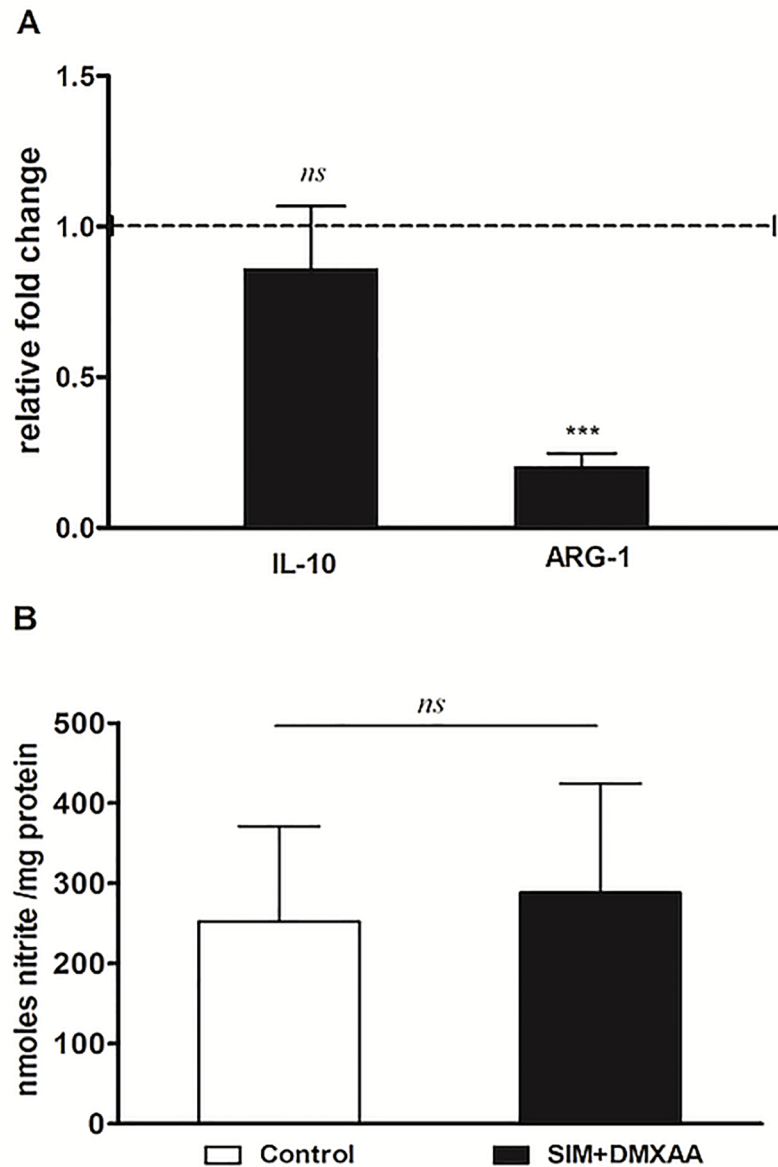 A
relative fold change
1.5
1.0
0.5
0.0
ns
***
IL-10
ARG-1
B
nmoles nitrite /mg protein
500
400
300
200
100
0
ns
Control
SIM+DMXAA